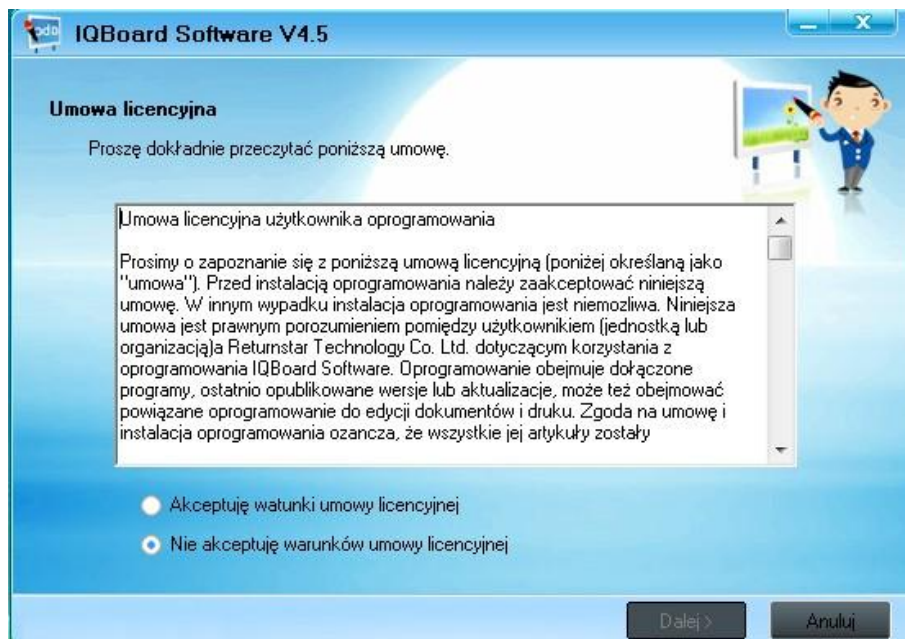 IQBoard Software V4.5
Umowa licencyjna
Proszę dokładnie przeczytać poniższą umowę.
Umowa licencyjna użytkownika oprogramowania
Prosimy o zapoznanie się z poniższą umową licencyjną (poniżej określaną jako
"umowa"). Przed instalacją oprogramowania należy zaakceptować niniejszą
umowę. W innym wypadku instalacja oprogramowania jest niemozliwa. Niniejsza
umowa jest prawnym porozumieniem pomiędzy użytkownikiem (jednostką lub
organizacją)a Returnstar Technology Co. Ltd. dotyczącym korzystania z
oprogramowania IQBoard Software. Oprogramowanie obejmuje dołączone
programy, ostatnio opublikowane wersje lub aktualizacje, może też obejmować
powiązane oprogramowanie do edycji dokumentów i druku. Zgoda na umowę i
instalacja oprogramowania ozancza, że wszystkie jej artykuły zostały
Akceptuję watunki umowy licencyjnej
Nie akceptuję warunków umowy licencyjnej
Dalej >
Anuluj